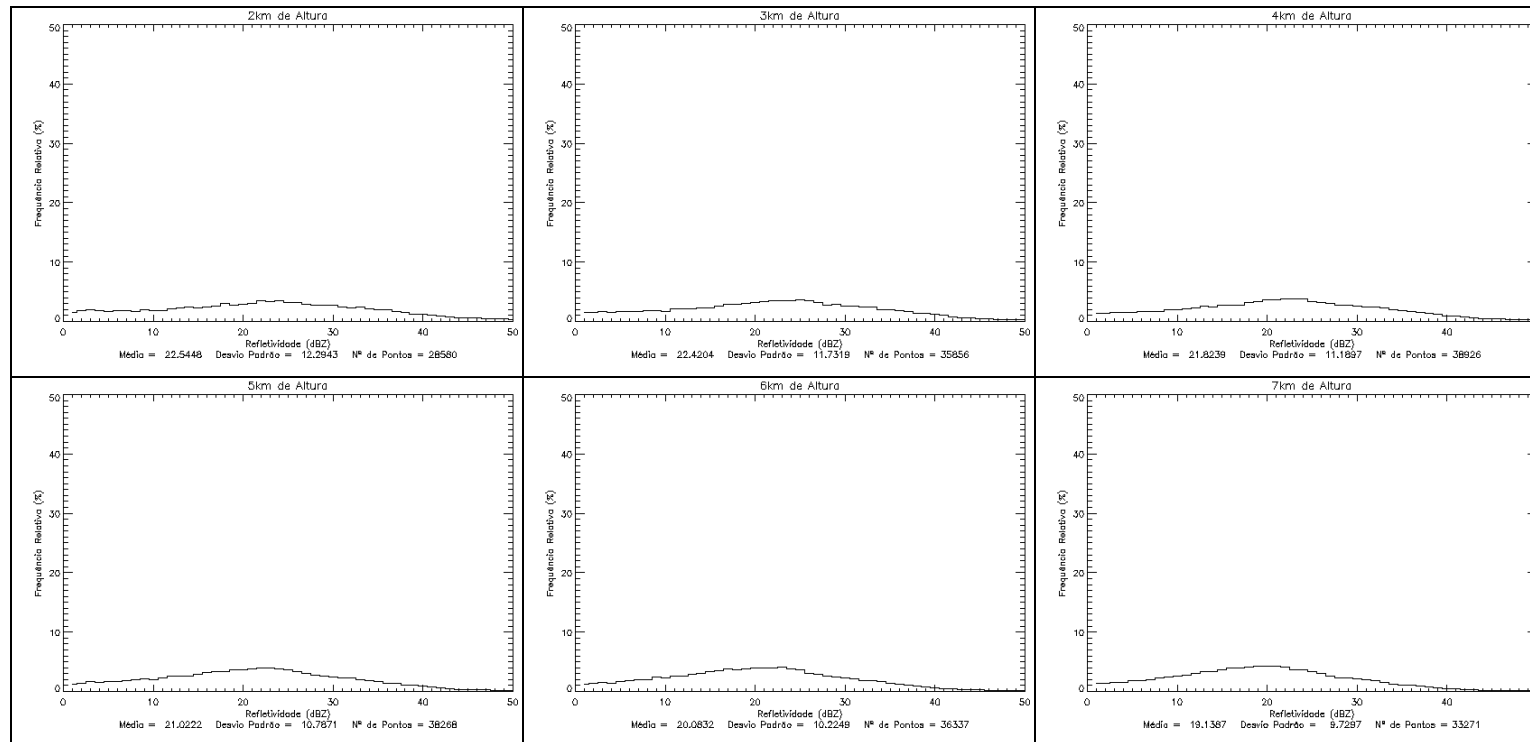 2km de Altura
50
40
30
20
10
0
Frequência Relativa (%)
0 10 20 30 40 50
Refletividade (dBZ)
Média = 22.5448 Desvio Padrão = 12.2943 Nº de Pontos = 28580
3km de Altura
50
40
30
20
10
0
Frequência Relativa (%)
0 10 20 30 40 50
Refletividade (dBZ)
Média = 22.4204 Desvio Padrão = 11.7319 Nº de Pontos = 35856
4km de Altura
50
40
30
20
10
0
Frequência Relativa (%)
0 10 20 30 40
Refletividade (dBZ)
Média = 21.8239 Desvio Padrão = 11.1897 Nº de Pontos = 38926
5km de Altura
50
40
30
20
10
0
Frequência Relativa (%)
0 10 20 30 40 50
Refletividade (dBZ)
Média = 21.0222 Desvio Padrão = 10.7871 Nº de Pontos = 38268
6km de Altura
50
40
30
20
10
0
Frequência Relativa (%)
0 10 20 30 40 50
Refletividade (dBZ)
Média = 20.0832 Desvio Padrão = 10.2249 Nº de Pontos = 36337
7km de Altura
50
40
30
20
10
0
Frequência Relativa (%)
0 10 20 30 40
Refletividade (dBZ)
Média = 19.1387 Desvio Padrão = 9.7297 Nº de Pontos = 33271